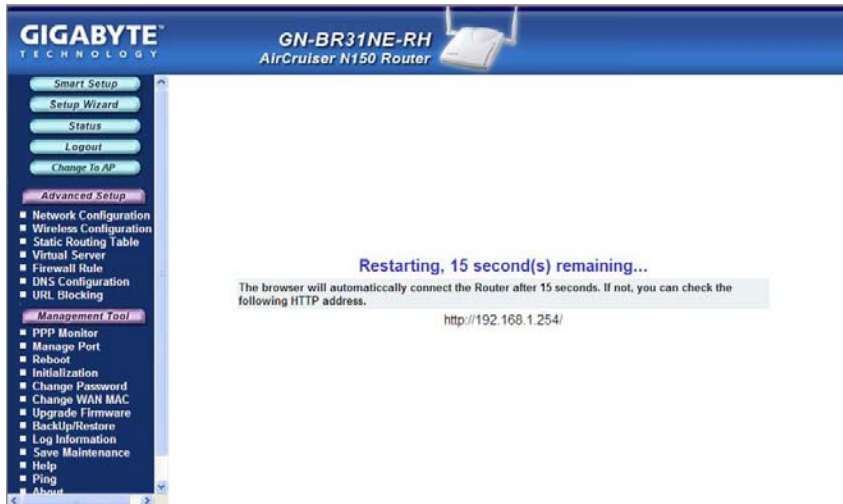 GIGABYTE™
TECHNOLOGY
GN-BR31NE-RH
AirCruiser N150 Router
Smart Setup
Setup Wizard
Status
Logout
Change To AP
Advanced Setup
Network Configuration
Wireless Configuration
Static Routing Table
Virtual Server
Firewall Rule
DNS Configuration
URL Blocking
Management Tool
PPP Monitor
Manage Port
Reboot
Initialization
Change Password
Change WAN MAC
Upgrade Firmware
BackUp/Restore
Log Information
Save Maintenance
Help
Ping
About
Restarting, 15 second(s) remaining...
The browser will automaticcally connect the Router after 15 seconds. If not, you can check the
following HTTP address.
http://192.168.1.254/